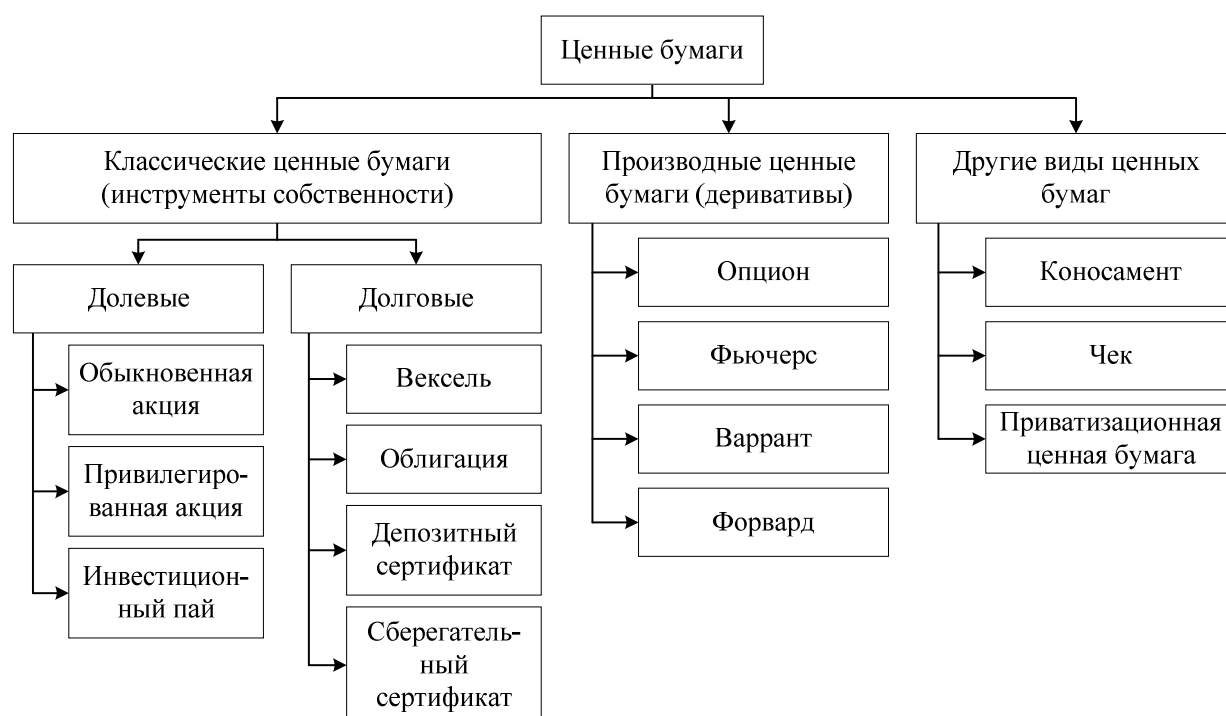 Ценные бумаги
Классические ценные бумаги
(инструменты собственности)
Производные ценные
бумаги (деривативы)
Другие виды ценных
бумаг
Долевые
Обыкновенная
акция
Привилегиро-
ванная акция
Инвестицион-
ный пай
Долговые
Вексель
Облигация
Депозитный
сертификат
Сберегатель-
ный
сертификат
Опцион
Фьючерс
Варрант
Форвард
Коносамент
Чек
Приватизационная
ценная бумага